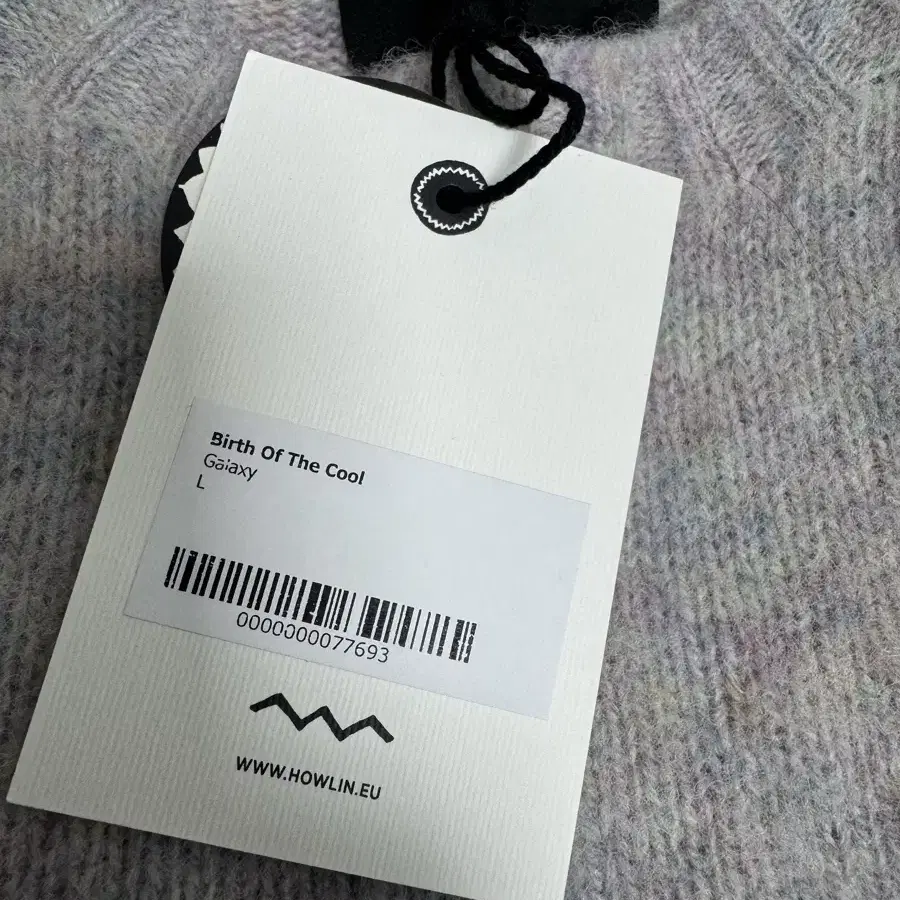 Birth Of The Cool
Galaxy
L
0000000077693
WWW.HOWLIN.EU